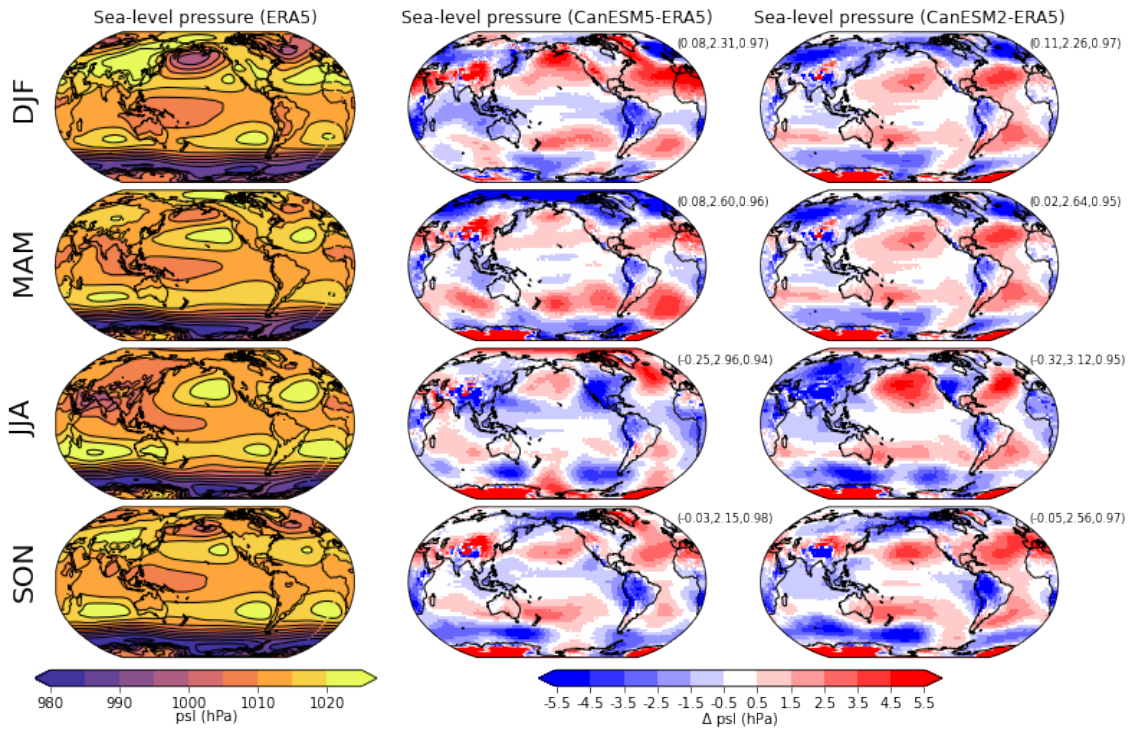 Sea-level pressure (ERA5) Sea-level pressure (CanESM5-ERA5) Sea-level pressure (CanESM2-ERA5)
DJF (0.08,2.31,0.97) (0.11,2.26,0.97)
MAM (0.08,2.60,0.96) (0.02,2.64,0.95)
JJA (-0.25,2.96,0.94) (-0.32,3.12,0.95)
SON (-0.03,2.15,0.98) (-0.05,2.56,0.97)
980 990 1000 1010 1020 -5.5 -4.5 -3.5 -2.5 -1.5 -0.5 0.5 1.5 2.5 3.5 4.5 5.5
psl (hPa) Δ psl (hPa)